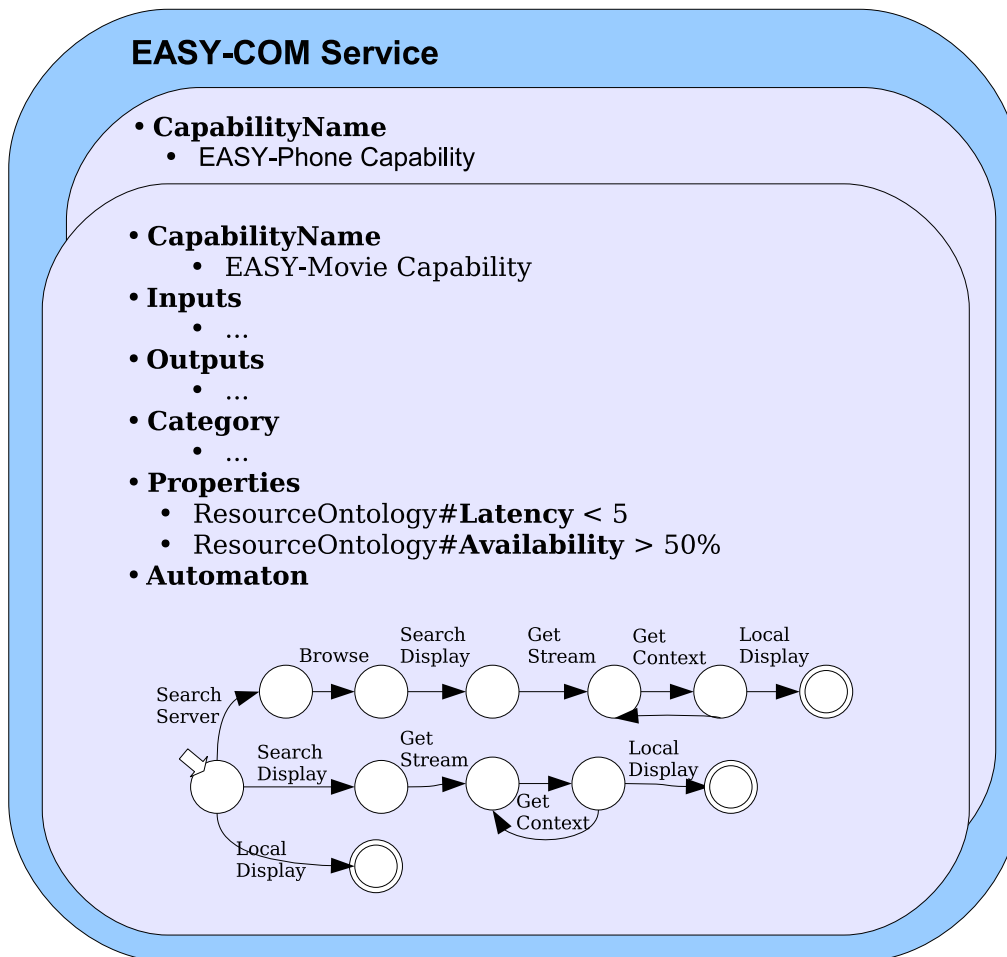 EASY-COM Service
• CapabilityName
• EASY-Phone Capability
• CapabilityName
• EASY-Movie Capability
• Inputs
• ...
• Outputs
• ...
• Category
• ...
• Properties
• ResourceOntology#Latency < 5
• ResourceOntology#Availability > 50%
• Automaton
Search
Server
Browse
Search
Display
Get
Stream
Get
Context
Local
Display
Search
Display
Get
Stream
Get
Context
Local
Display
Local
Display